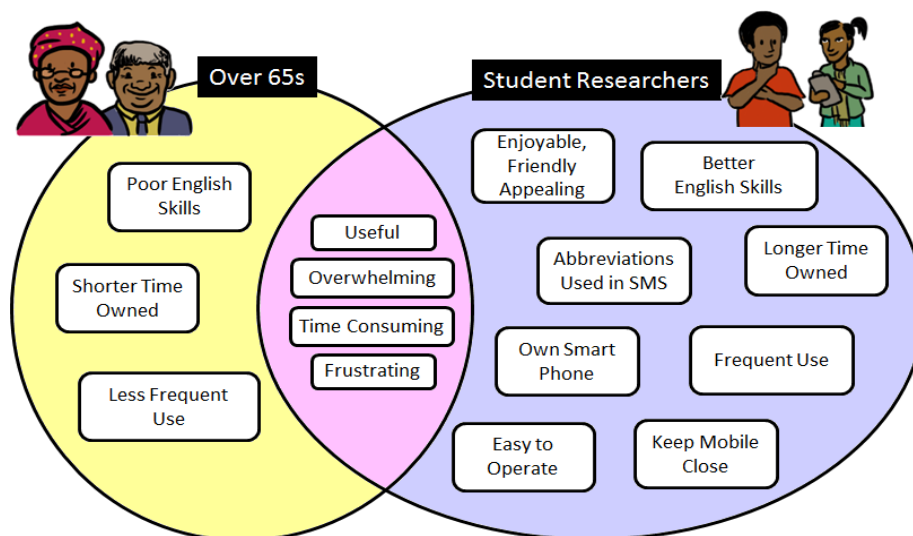 Over 65s
Student Researchers
Poor English
Skills
Shorter Time
Owned
Less Frequent
Use
Useful
Overwhelming
Time Consuming
Frustrating
Enjoyable,
Friendly
Appealing
Better
English Skills
Abbreviations
Used in SMS
Longer Time
Owned
Own Smart
Phone
Frequent Use
Easy to
Operate
Keep Mobile
Close